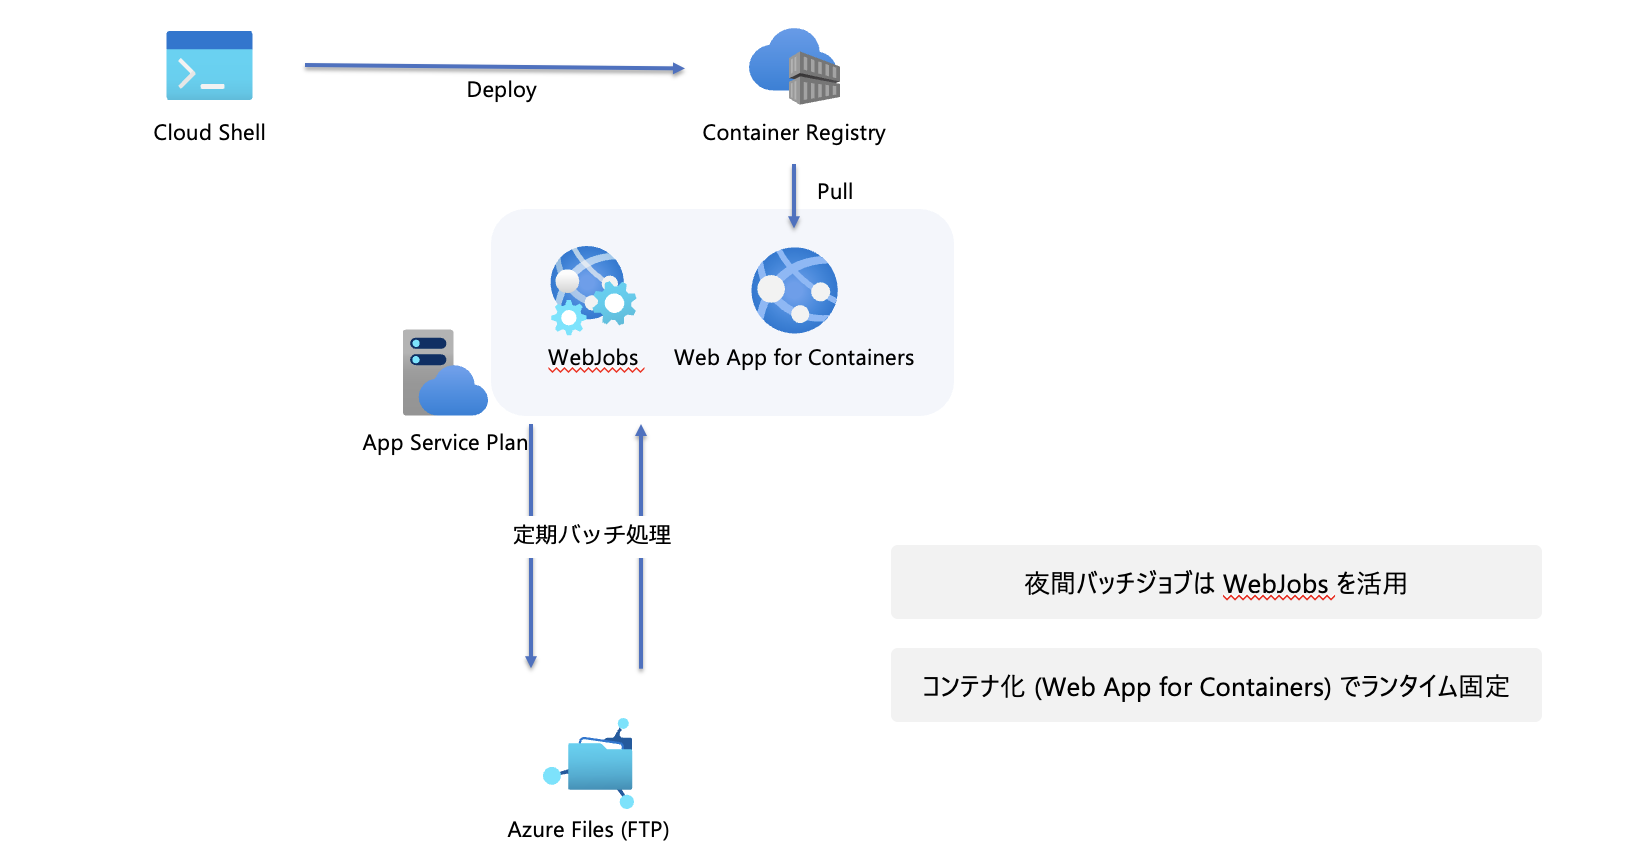 Cloud Shell
Deploy
Container Registry
Pull
WebJobs
Web App for Containers
App Service Plan
定期バッチ処理
夜間バッチジョブは WebJobs を活用
コンテナ化 (Web App for Containers) でランタイム固定
Azure Files (FTP)